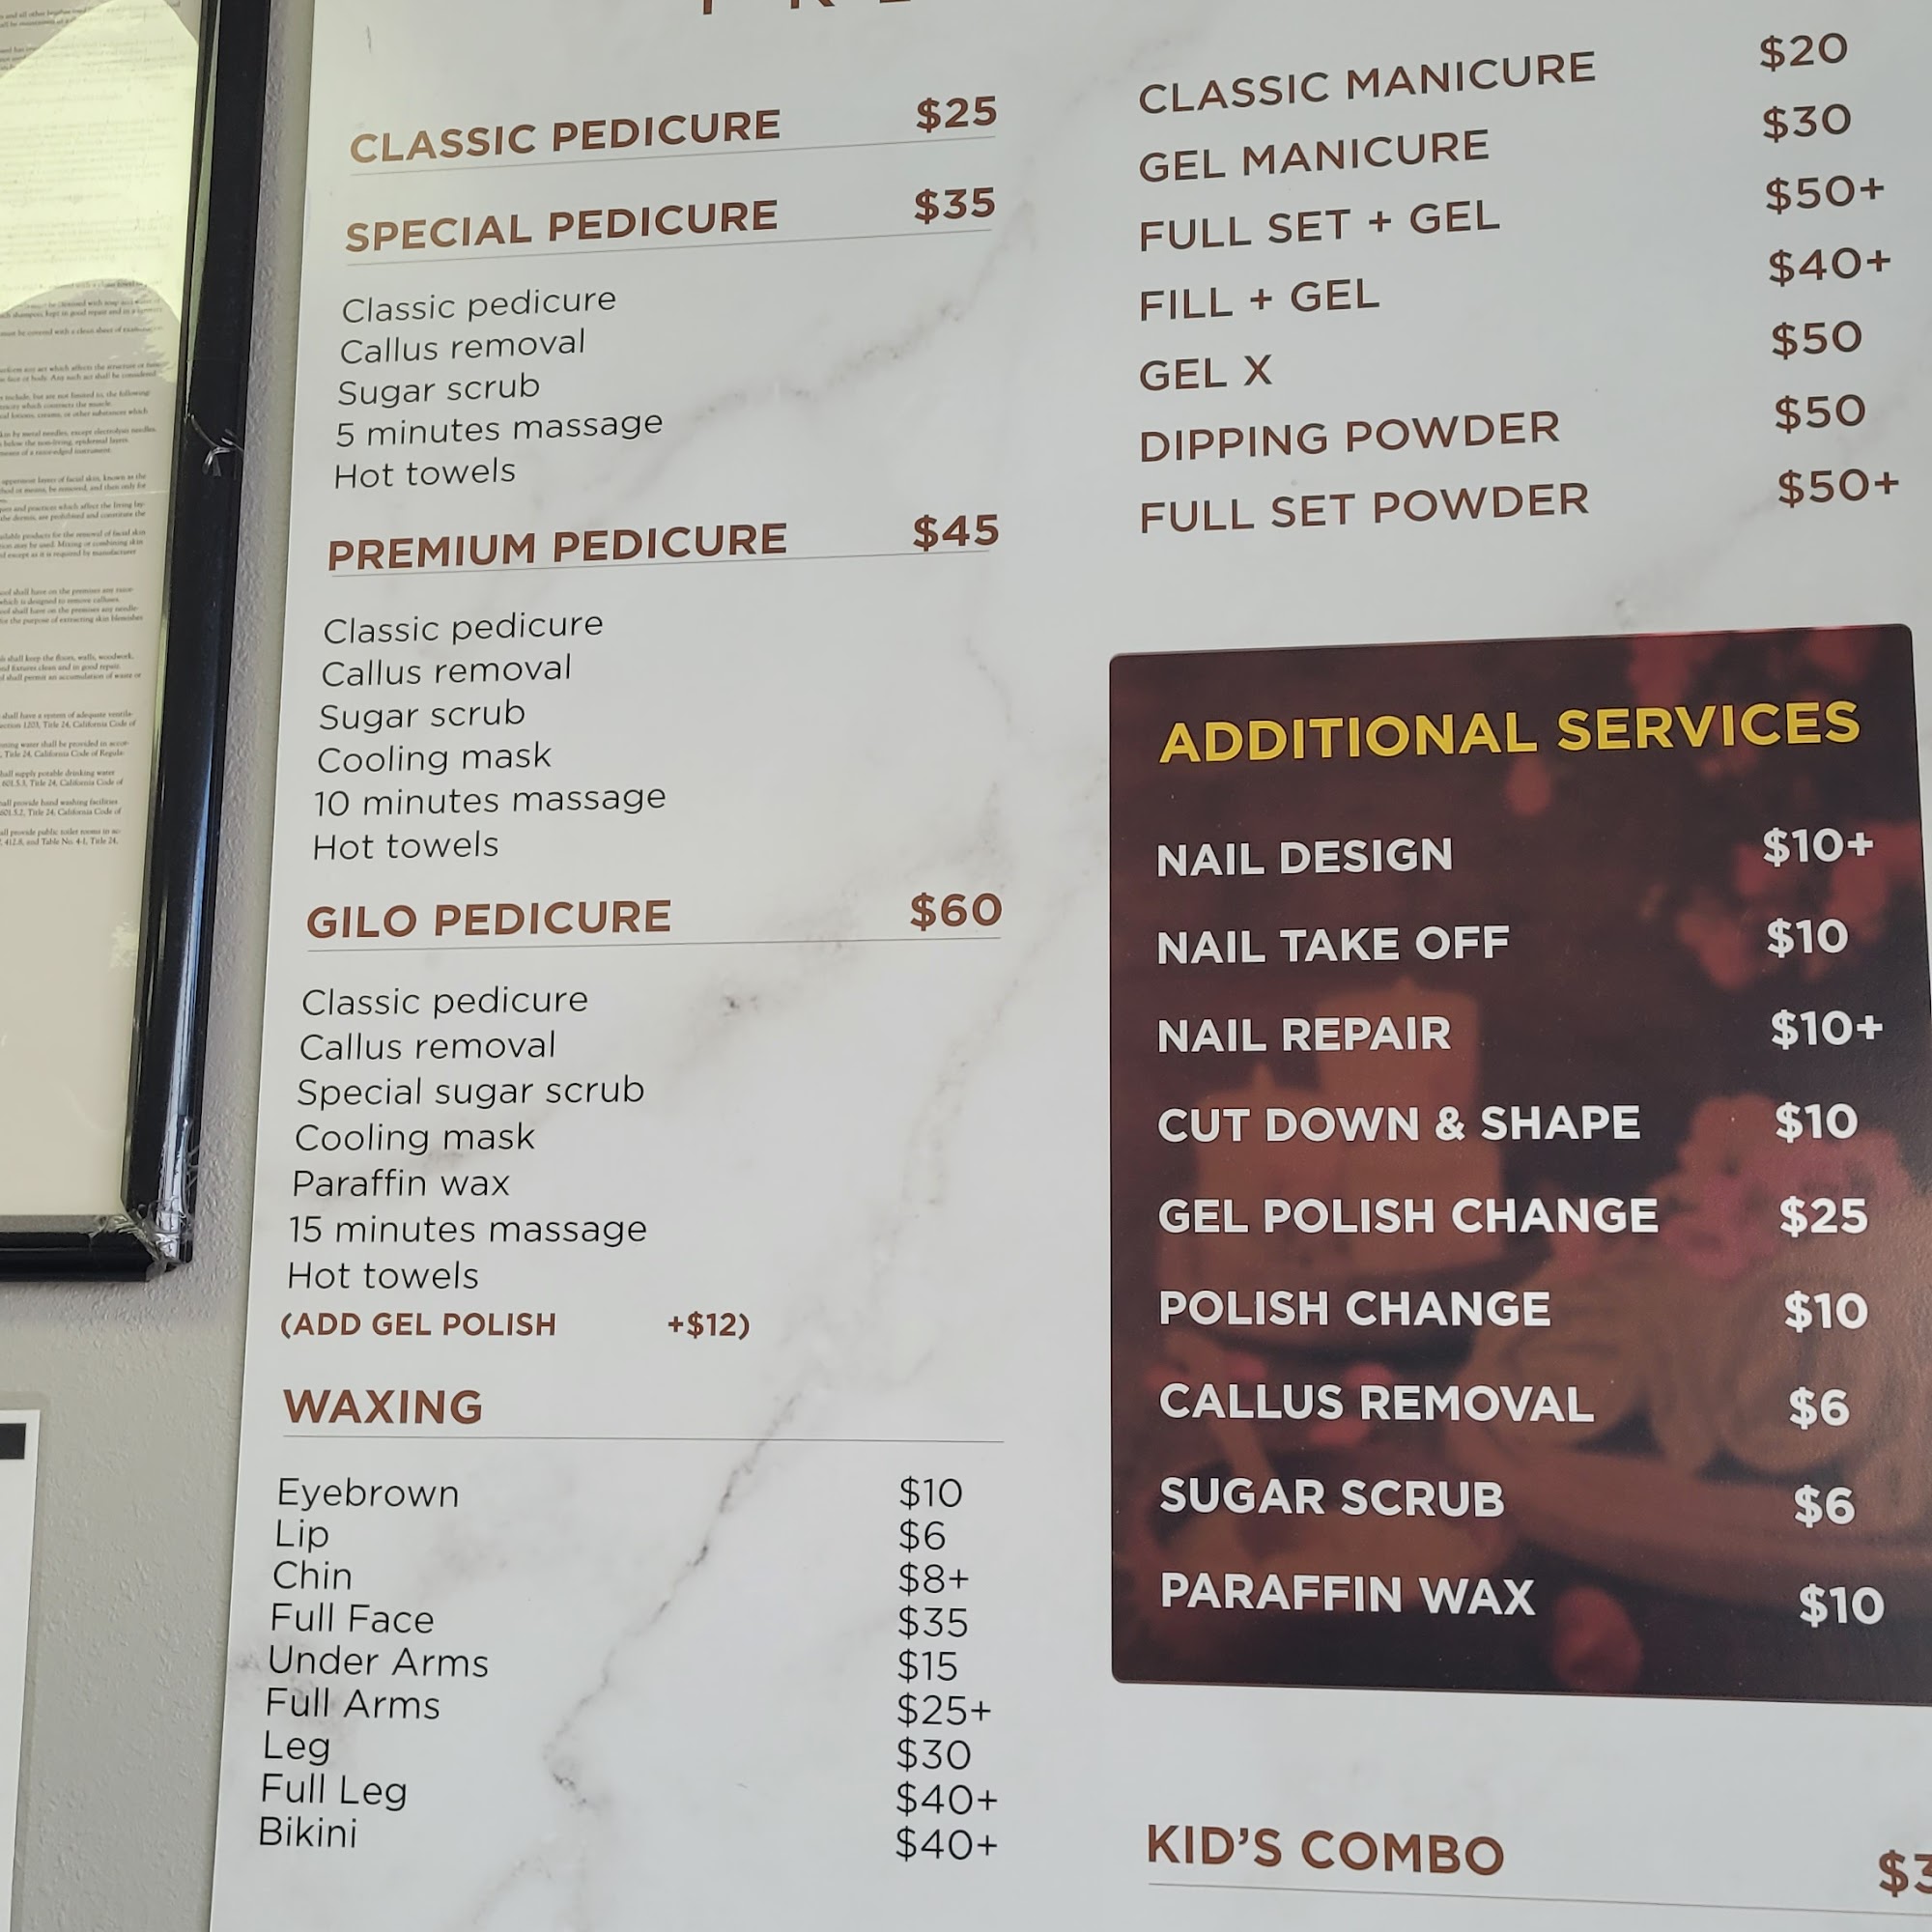 CLASSIC PEDICURE $25
SPECIAL PEDICURE $35
Classic pedicure
Callus removal
Sugar scrub
5 minutes massage
Hot towels
PREMIUM PEDICURE $45
Classic pedicure
Callus removal
Sugar scrub
Cooling mask
10 minutes massage
Hot towels
GILO PEDICURE $60
Classic pedicure
Callus removal
Special sugar scrub
Cooling mask
Paraffin wax
15 minutes massage
Hot towels
(ADD GEL POLISH +$12)
WAXING
Eyebrown $10
Lip $6
Chin $8+
Full Face $35
Under Arms $15
Full Arms $25+
Leg $30
Full Leg $40+
Bikini $40+
CLASSIC MANICURE $20
GEL MANICURE $30
FULL SET + GEL $50+
FILL + GEL $40+
GEL X $50
DIPPING POWDER $50
FULL SET POWDER $50+
ADDITIONAL SERVICES
NAIL DESIGN $10+
NAIL TAKE OFF $10
NAIL REPAIR $10+
CUT DOWN & SHAPE $10
GEL POLISH CHANGE $25
POLISH CHANGE $10
CALLUS REMOVAL $6
SUGAR SCRUB $6
PARAFFIN WAX $10
KID'S COMBO